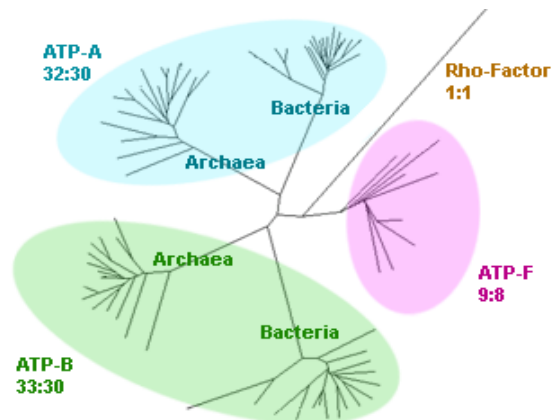 ATP-A
32:30
Rho-Factor
1:1
Bacteria
Archaea
Archaea
ATP-F
9:8
Bacteria
ATP-B
33:30